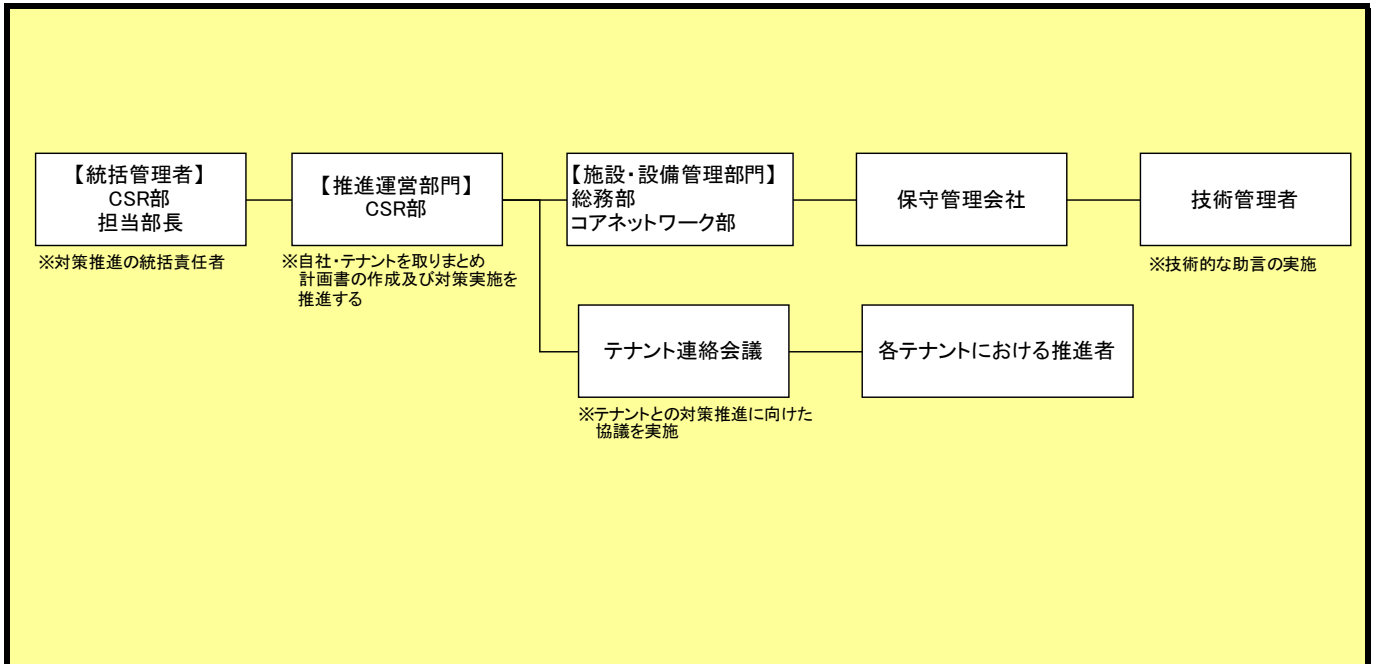 【統括管理者】
CSR部
担当部長
※対策推進の統括責任者
【推進運営部門】
CSR部
※自社・テナントを取りまとめ
計画書の作成及び対策実施を
推進する
【施設・設備管理部門】
総務部
コアネットワーク部
保守管理会社
技術管理者
※技術的な助言の実施
テナント連絡会議
※テナントとの対策推進に向けた
協議を実施
各テナントにおける推進者